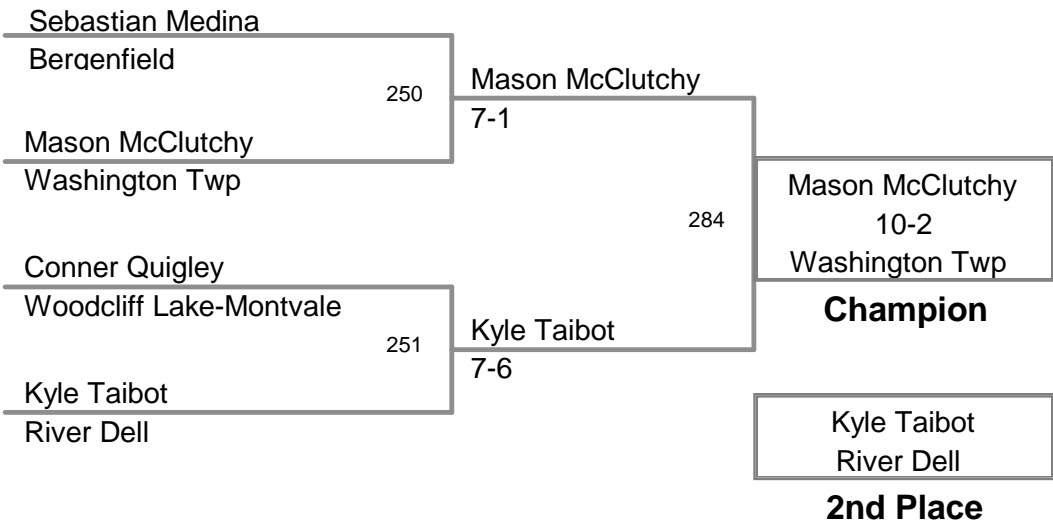 Sebastian Medina
Bergenfield
250
Mason McClutchy
7-1
Mason McClutchy
Washington Twp
284
Mason McClutchy
10-2
Washington Twp
Champion
Conner Quigley
Woodcliff Lake-Montvale
251
Kyle Taibot
7-6
Kyle Taibot
River Dell
Kyle Taibot
River Dell
2nd Place